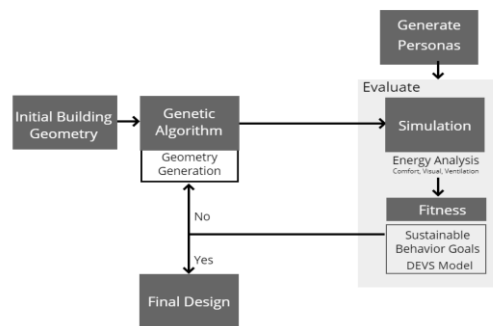 Generate
Personas
Evaluate
Initial Building
Geometry
Genetic
Algorithm
Geometry
Generation
Simulation
Energy Analysis
Comfort, Visual, Ventilation
Fitness
Sustainable
Behavior Goals
DEVS Model
No
Yes
Final Design